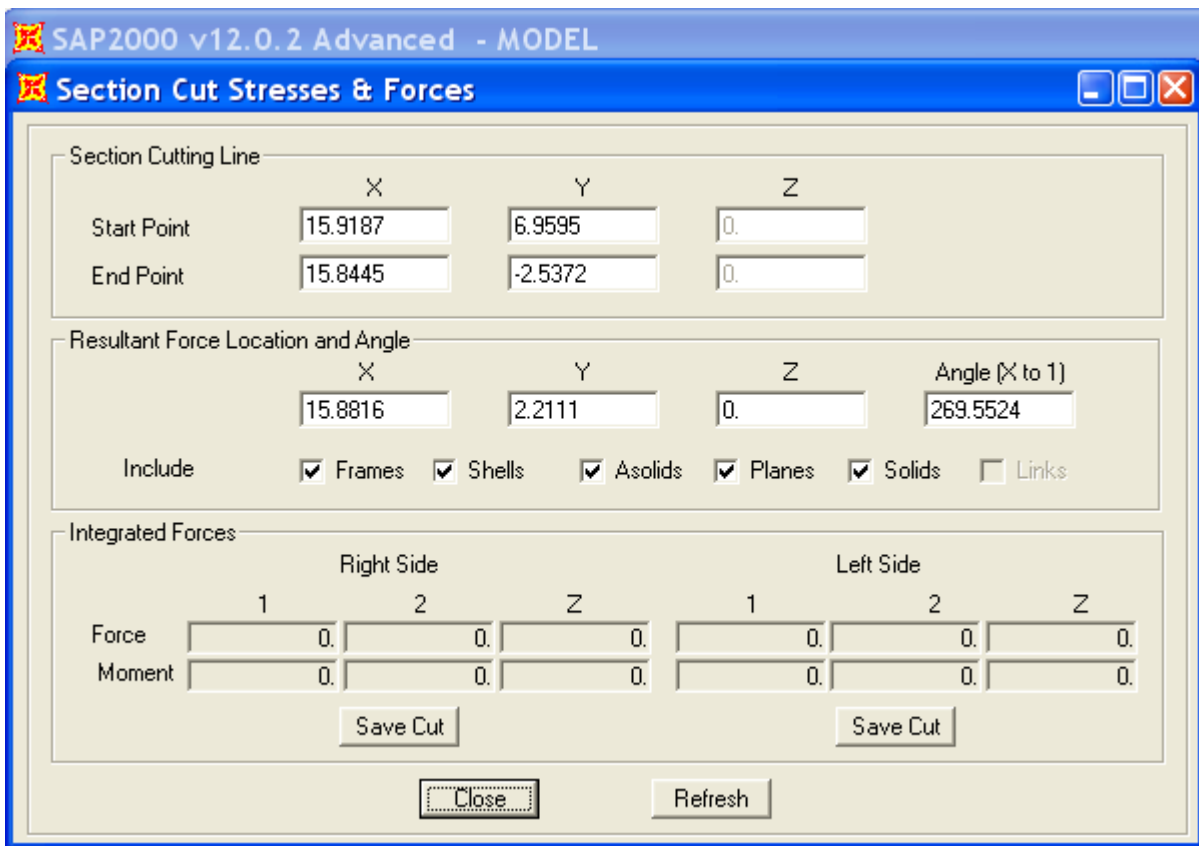 SAP2000 v12.0.2 Advanced - MODEL
Section Cut Stresses & Forces
Section Cutting Line
X Y Z
Start Point 15.9187 6.9595 0.
End Point 15.8445 -2.5372 0.
Resultant Force Location and Angle
X Y Z Angle (X to 1)
15.8816 2.2111 0. 269.5524
Include Frames Shells Asolids Planes Solids Links
Integrated Forces
Right Side Left Side
1 2 Z 1 2 Z
Force 0. 0. 0. 0. 0. 0.
Moment 0. 0. 0. 0. 0. 0.
Save Cut Save Cut
Close Refresh